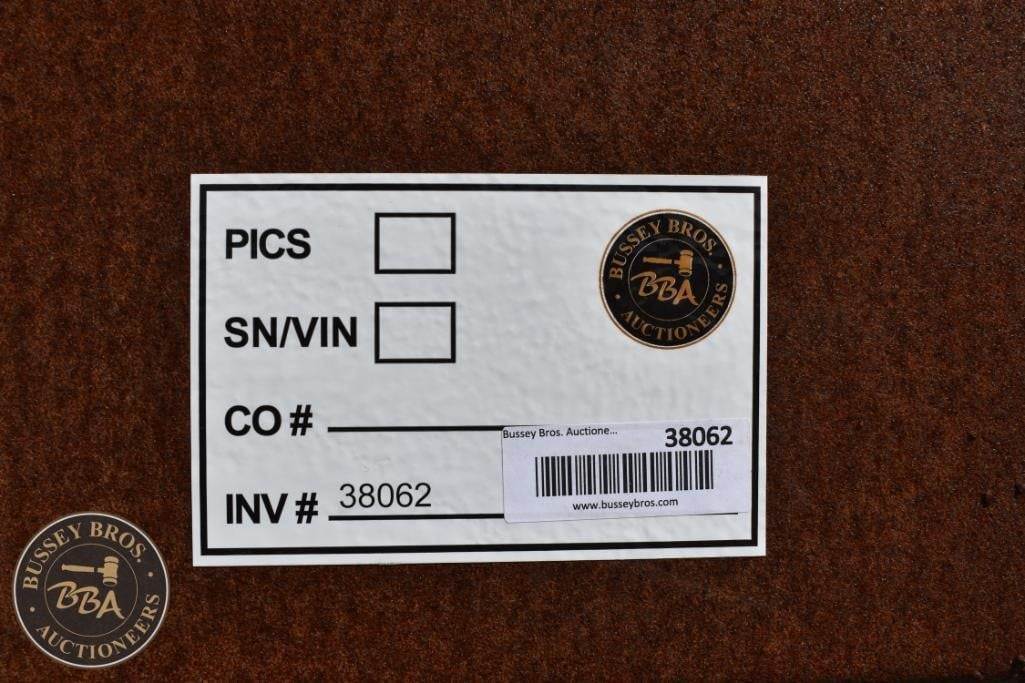 PICS
BUSSEY BROS.
BBA
AUCTIONEERS
SN/VIN
CO #
Bussey Bros. Auctione... 38062
INV # 38062
www.busseybros.com
BUSSEY BROS.
BBA
AUCTIONEERS